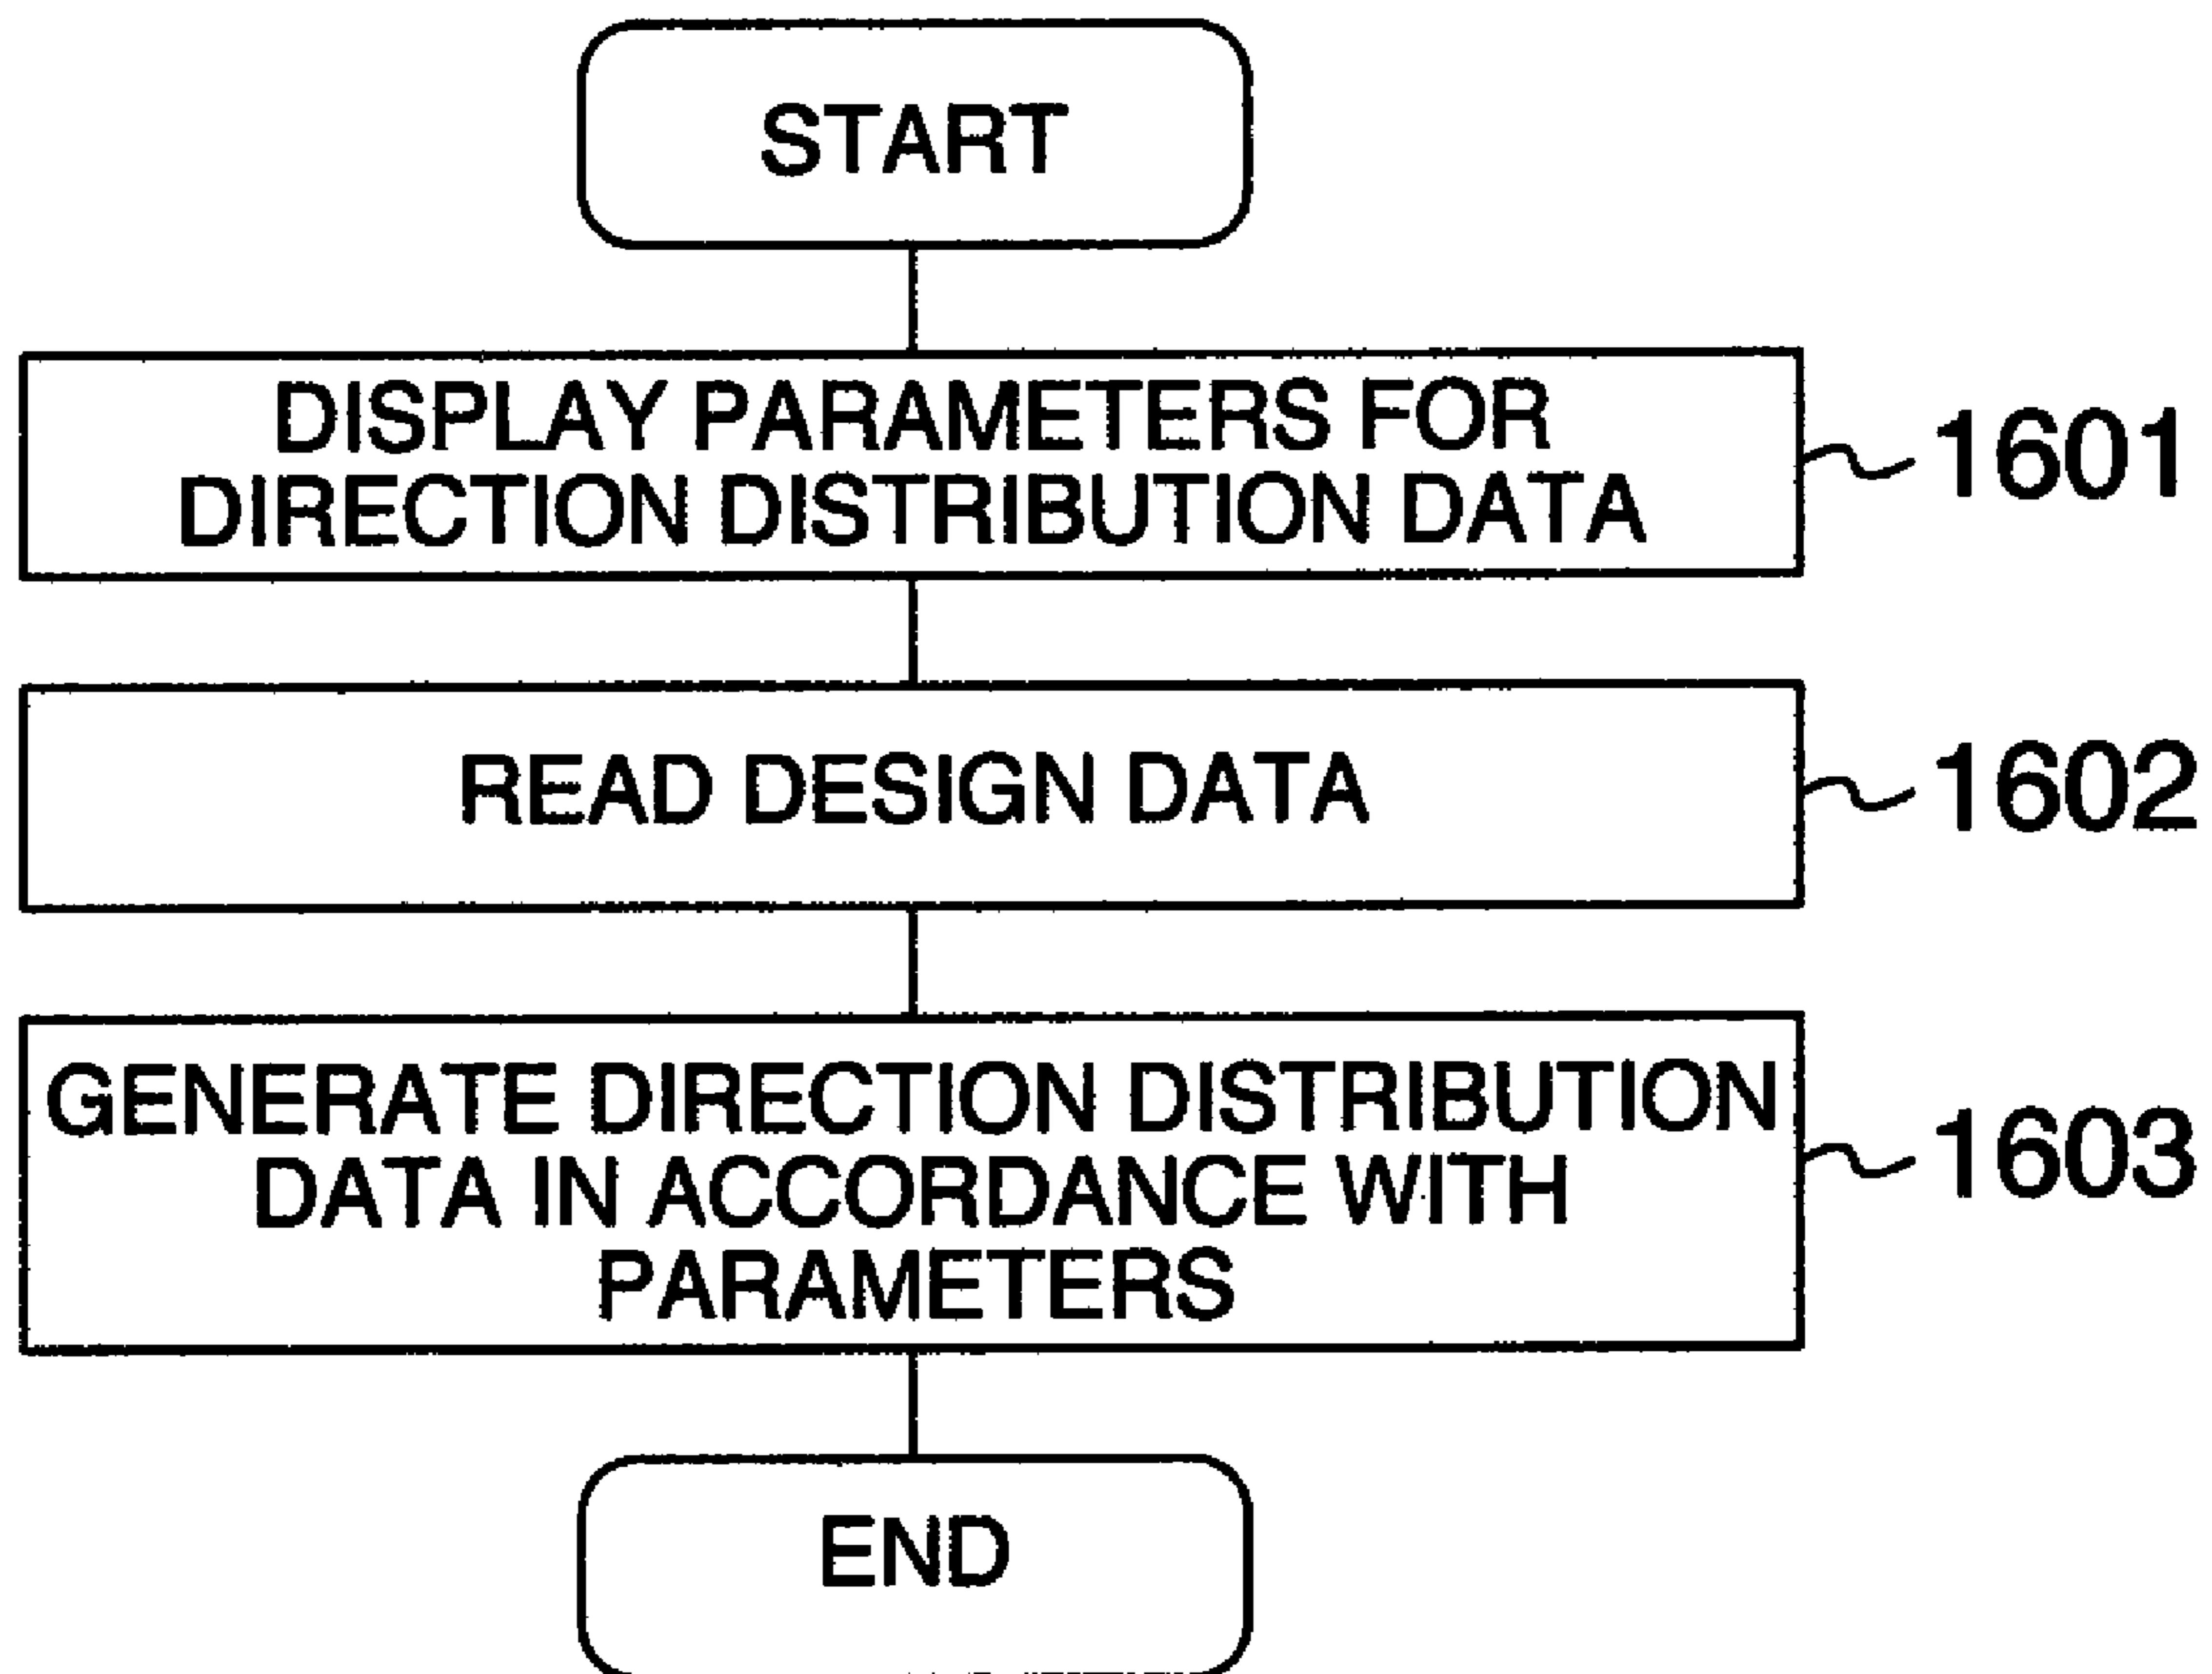 START
DISPLAY PARAMETERS FOR
DIRECTION DISTRIBUTION DATA
1601
READ DESIGN DATA
1602
GENERATE DIRECTION DISTRIBUTION
DATA IN ACCORDANCE WITH
PARAMETERS
1603
END